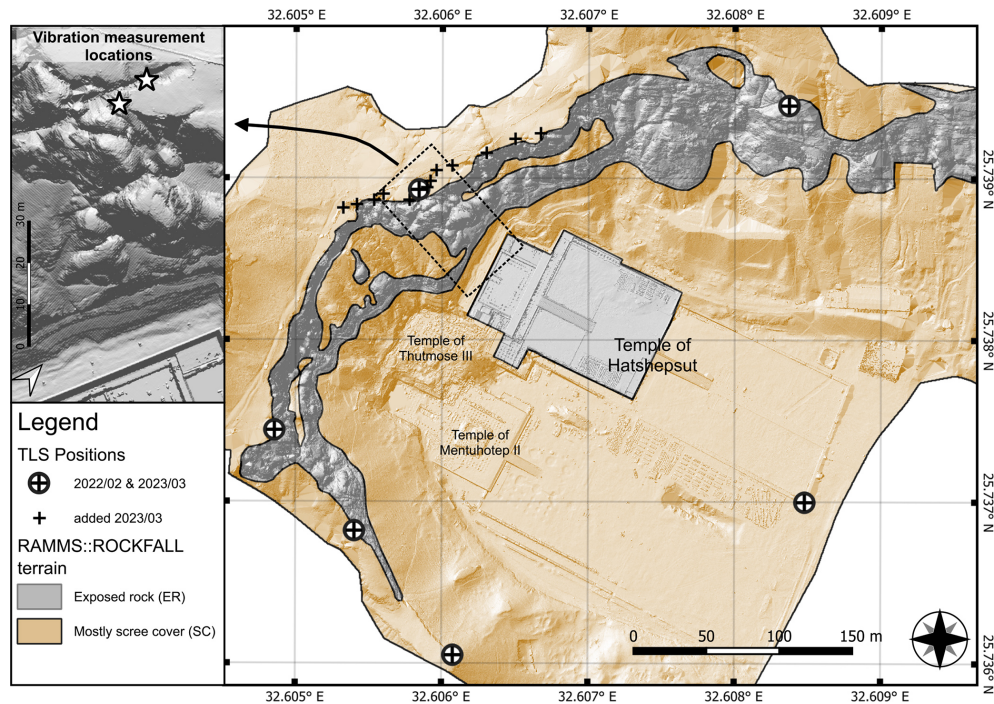 32.605° E 32.606° E 32.607° E 32.608° E 32.609° E
Vibration measurement
locations
0 10 20 30 m
25.739° N
25.738° N
25.737° N
25.736° N
Temple of
Thutmose III
Temple of
Hatshepsut
Temple of
Mentuhotep II
Legend
TLS Positions
2022/02 & 2023/03
added 2023/03
RAMMS::ROCKFALL
terrain
Exposed rock (ER)
Mostly scree cover (SC)
0 50 100 150 m
32.605° E 32.606° E 32.607° E 32.608° E 32.609° E